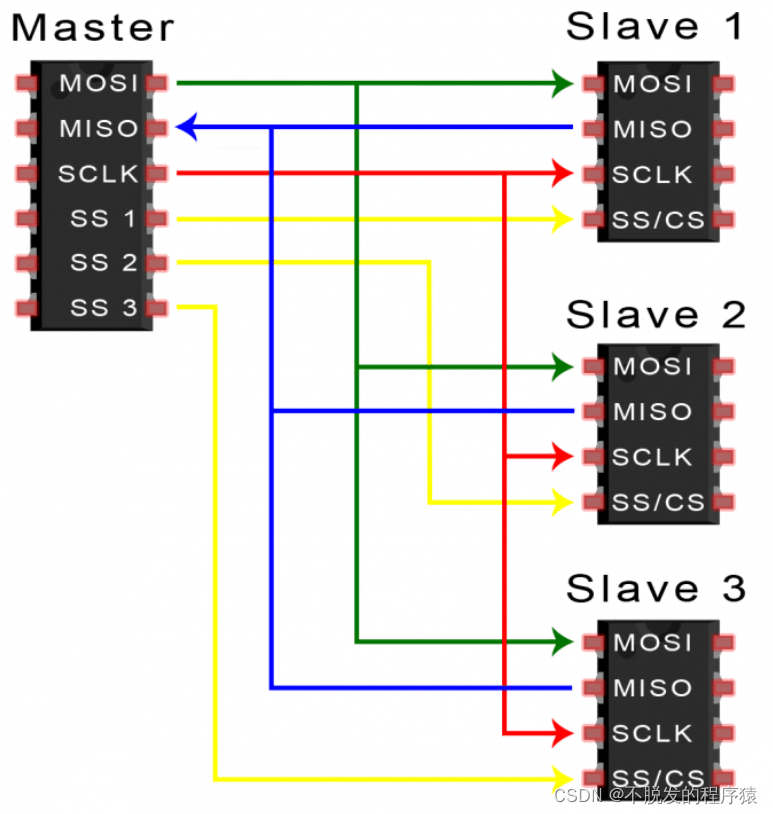 Master
MOSI
MISO
SCLK
SS 1
SS 2
SS 3
Slave 1
MOSI
MISO
SCLK
SS/CS
Slave 2
MOSI
MISO
SCLK
SS/CS
Slave 3
MOSI
MISO
SCLK
SS/CS
CSDN @不脱发的程序猿